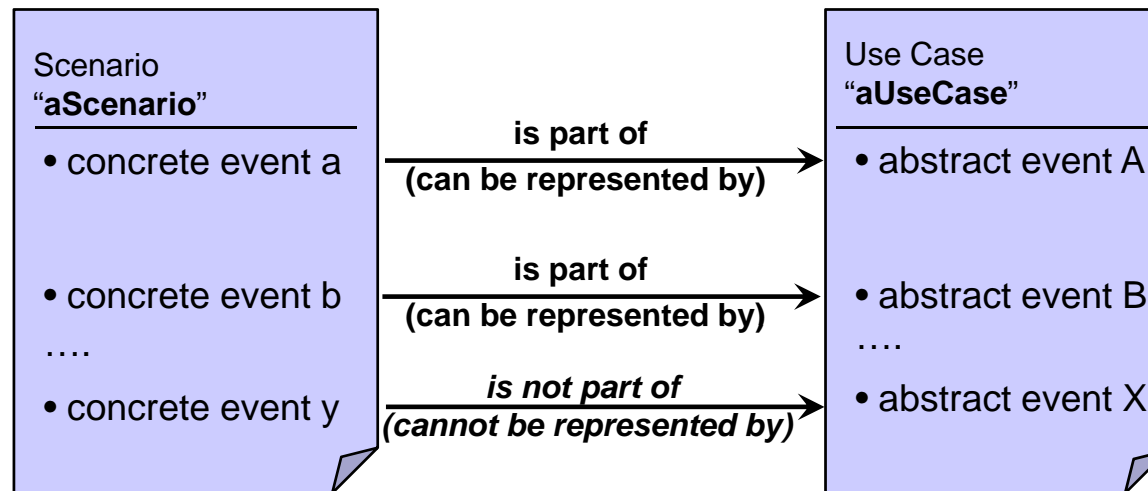 Scenario
“aScenario”
• concrete event a
• concrete event b
….
• concrete event y
is part of
(can be represented by)
is part of
(can be represented by)
is not part of
(cannot be represented by)
Use Case
“aUseCase”
• abstract event A
• abstract event B
….
• abstract event X